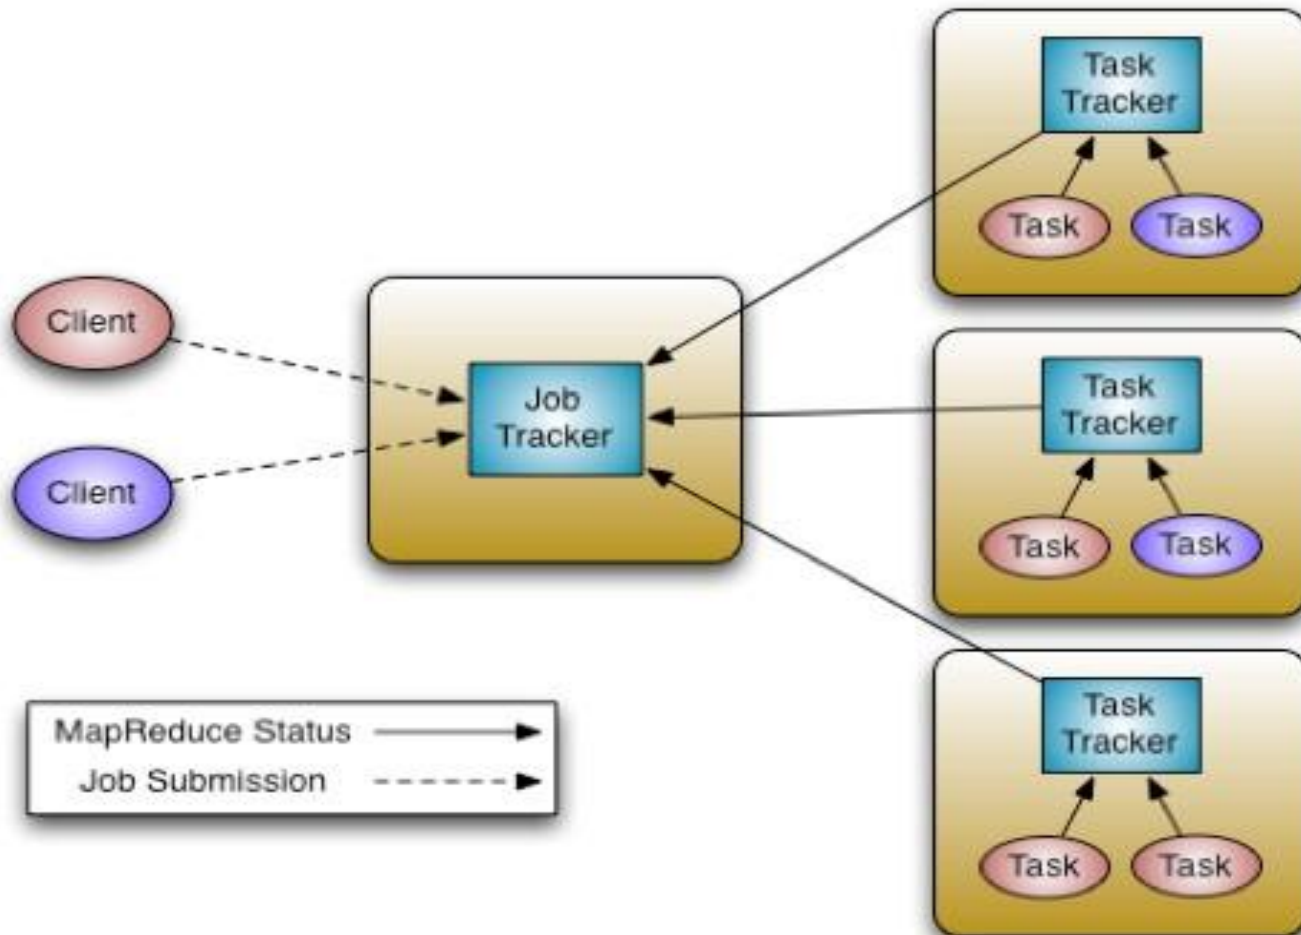 Client
Client
Job
Tracker
Task
Tracker
Task Task
Task
Tracker
Task Task
Task
Tracker
Task Task
MapReduce Status
Job Submission